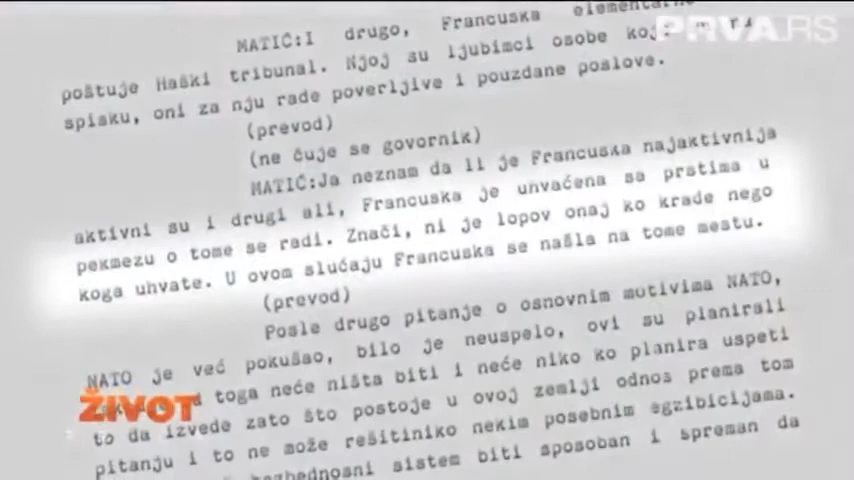 PRVA.RS
MATIĆ:I drugo, Francuska elementarno
poštuje Haški tribunal. Njoj su ljubimci osobe koje
spisku, oni za nju rade poverljive i pouzdane poslove.
(prevod)
(ne čuje se govornik)
MATIĆ:Ja neznam da li je Francuska najaktivnija
aktivni su i drugi ali, Francuska je uhvaćena sa prstima u
pekmezu o tome se radi. Znači, ni je lopov onaj ko krade nego
koga uhvate. U ovom slućaju Francuska se našla na tome mestu.
(prevod)
Posle drugo pitanje o osnovnim motivima NATO,
NATO je već pokušao, bilo je neuspelo, ovi su planirali
toga neće ništa biti i neće niko ko planira uspeti
to da izvede zato što postoje u ovoj zemlji odnos prema tom
pitanju i to ne može rešitiniko nekim posebnim egzibicijama.
bezbednosni sistem biti sposoban i spreman da
ŽIVOT